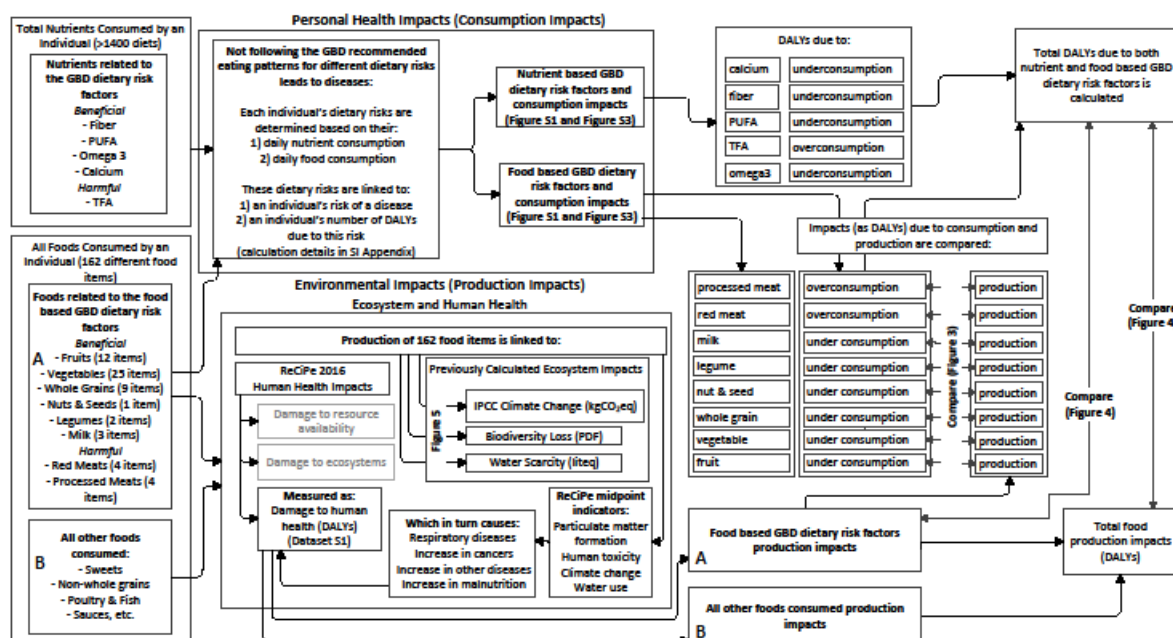 Personal Health Impacts (Consumption Impacts)
Total Nutrients Consumed by an
Individual (>1400 diets)
Nutrients related to
the GBD dietary risk
factors
Beneficial
- Fiber
- PUFA
- Omega 3
- Calcium
Harmful
- TFA
All Foods Consumed by an
Individual (162 different food
items)
Foods related to the food
based GBD dietary risk
factors
Beneficial
A
- Fruits (12 items)
- Vegetables (25 items)
- Whole Grains (9 items)
- Nuts & Seeds (1 item)
- Legumes (2 items)
- Milk (3 items)
Harmful
- Red Meats (4 items)
- Processed Meats (4
items)
All other foods
consumed:
B
- Sweets
- Non-whole grains
- Poultry & Fish
- Sauces, etc.
Not following the GBD recommended
eating patterns for different dietary risks
leads to diseases:
Each individual's dietary risks are
determined based on their:
1) daily nutrient consumption
2) daily food consumption
These dietary risks are linked to:
1) an individual's risk of a disease
2) an individual's number of DALYs
due to this risk
(calculation details in SI Appendix)
Nutrient based GBD
dietary risk factors and
consumption impacts
(Figure S1 and Figure S3)
Food based GBD dietary
risk factors and
consumption impacts
(Figure S1 and Figure S3)
DALYs due to:
calcium underconsumption
fiber underconsumption
PUFA underconsumption
TFA overconsumption
omega3 underconsumption
Total DALYs due to both
nutrient and food based GBD
dietary risk factors is
calculated
Impacts (as DALYs) due to consumption and
production are compared:
processed meat overconsumption production
red meat overconsumption production
milk under consumption production
legume under consumption production
nut & seed under consumption production
whole grain under consumption production
vegetable under consumption production
fruit under consumption production
Compare (Figure 3)
Compare
(Figure 4)
Compare
(Figure 4
Environmental Impacts (Production Impacts)
Ecosystem and Human Health
Production of 162 food items is linked to:
ReCiPe 2016
Human Health Impacts
Damage to resource
availability
Damage to ecosystems
Measured as:
Damage to human
health (DALYs)
(Dataset S1)
Previously Calculated Ecosystem Impacts
Figure 5
IPCC Climate Change (kgCO₂eq)
Biodiversity Loss (PDF)
Water Scarcity (liteq)
Which in turn causes:
Respiratory diseases
Increase in cancers
Increase in other diseases
Increase in malnutrition
ReCiPe midpoint
indicators:
Particulate matter
formation
Human toxicity
Climate change
Water use
Food based GBD dietary risk factors
production impacts
A
All other foods consumed production
impacts
B
Total food
production impacts
(DALYs)